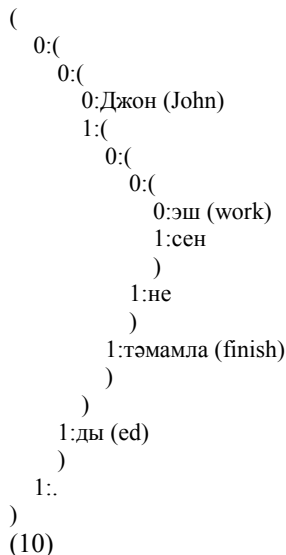 (
0:(
0:(
0:Джон (John)
1:(
0:(
0:(
0:эш (work)
1:сен
)
1:не
)
1:тәмамла (finish)
)
)
1:ды (ed)
)
1:.
)
(10)